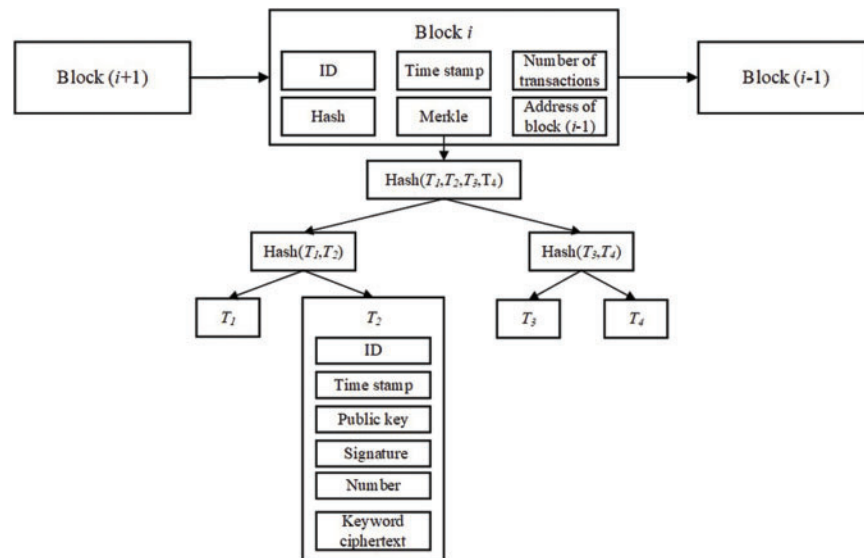 Block (i+1)
Block i
Block (i-1)
ID
Time stamp
Number of
transactions
Hash
Merkle
Address of
block (i-1)
Hash(T1,T2,T3,T4)
Hash(T1,T2)
Hash(T3,T4)
T1
T2
T3
T4
ID
Time stamp
Public key
Signature
Number
Keyword
ciphertext